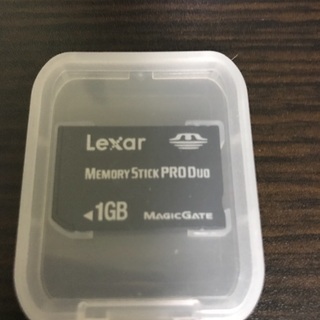 Lexar
MEMORY STICK PRO DUO
◄1GB MAGICGATE